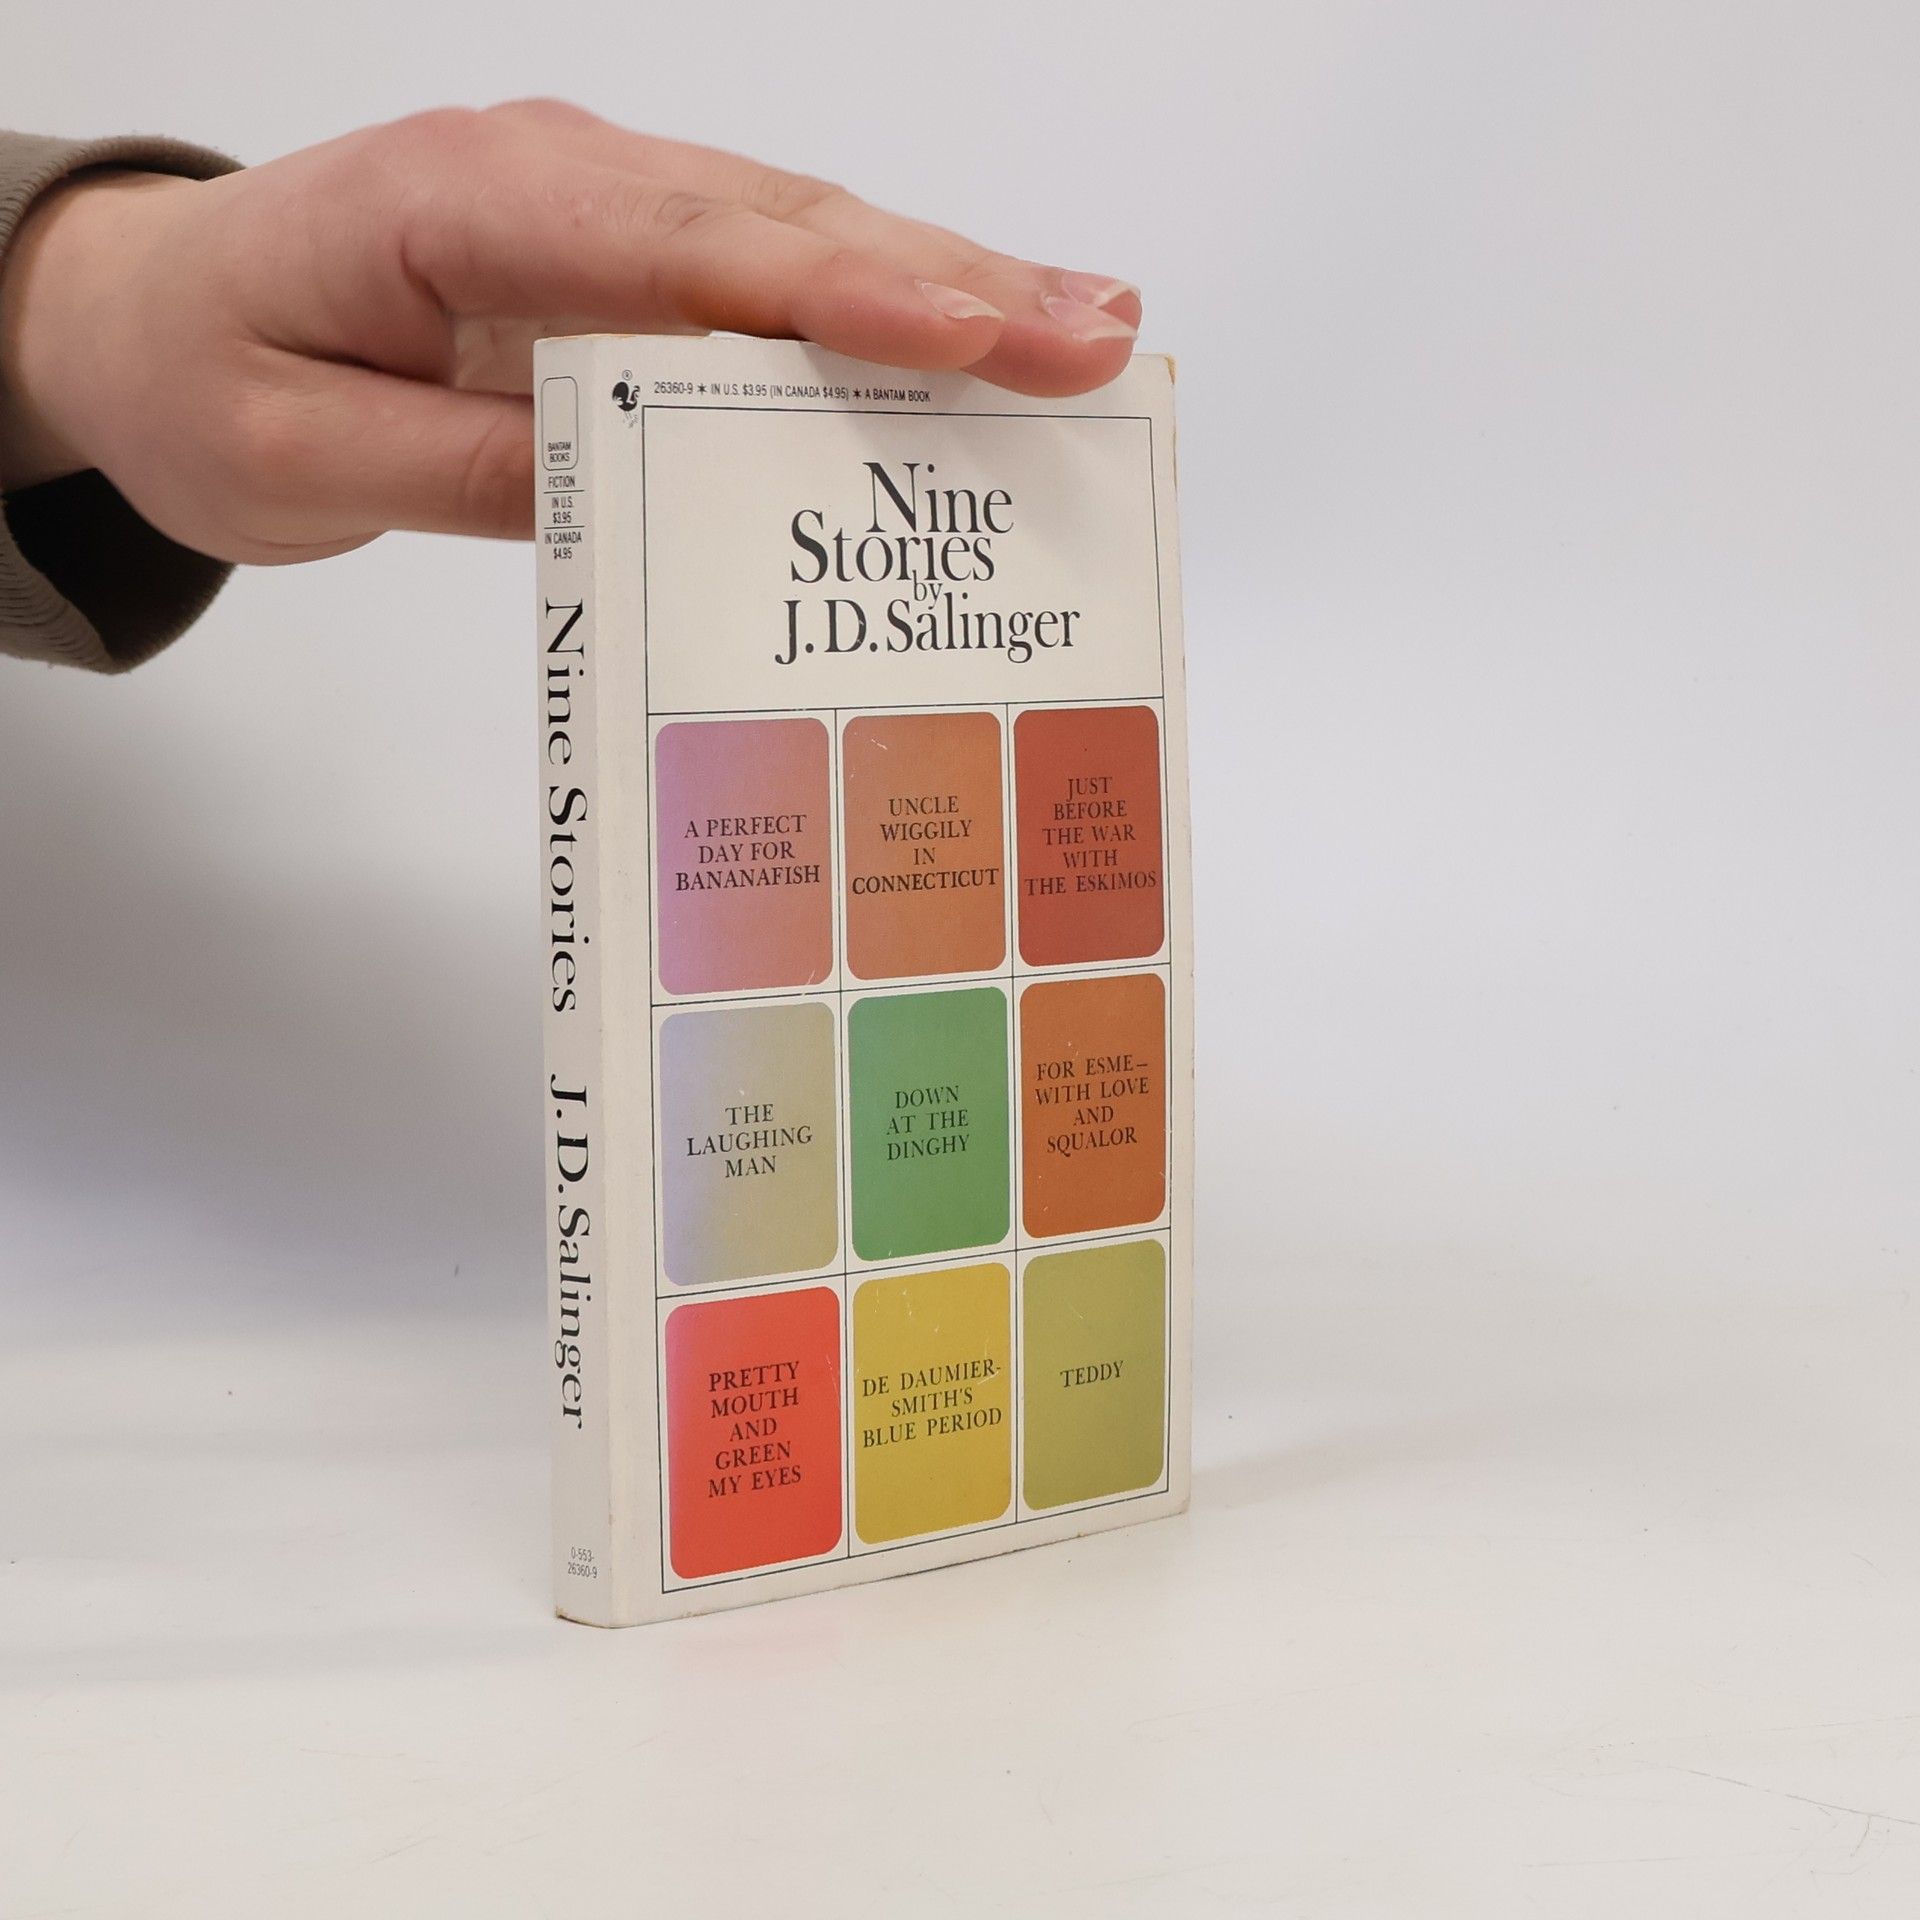 26360-9 ✶ IN U.S. $3.95 (IN CANADA $4.95) ✶ A BANTAM BOOK
Nine
Stories
by
J.D. Salinger
A PERFECT
DAY FOR
BANANAFISH
UNCLE
WIGGILY
IN
CONNECTICUT
JUST
BEFORE
THE WAR
WITH
THE ESKIMOS
THE
LAUGHING
MAN
DOWN
AT THE
DINGHY
FOR ESME—
WITH LOVE
AND
SQUALOR
PRETTY
MOUTH
AND
GREEN
MY EYES
DE DAUMIER-
SMITH'S
BLUE PERIOD
TEDDY
BANTAM
BOOKS
FICTION
IN U.S.
$3.95
IN CANADA
$4.95
Nine Stories J.D. Salinger
0-553-
26360-9